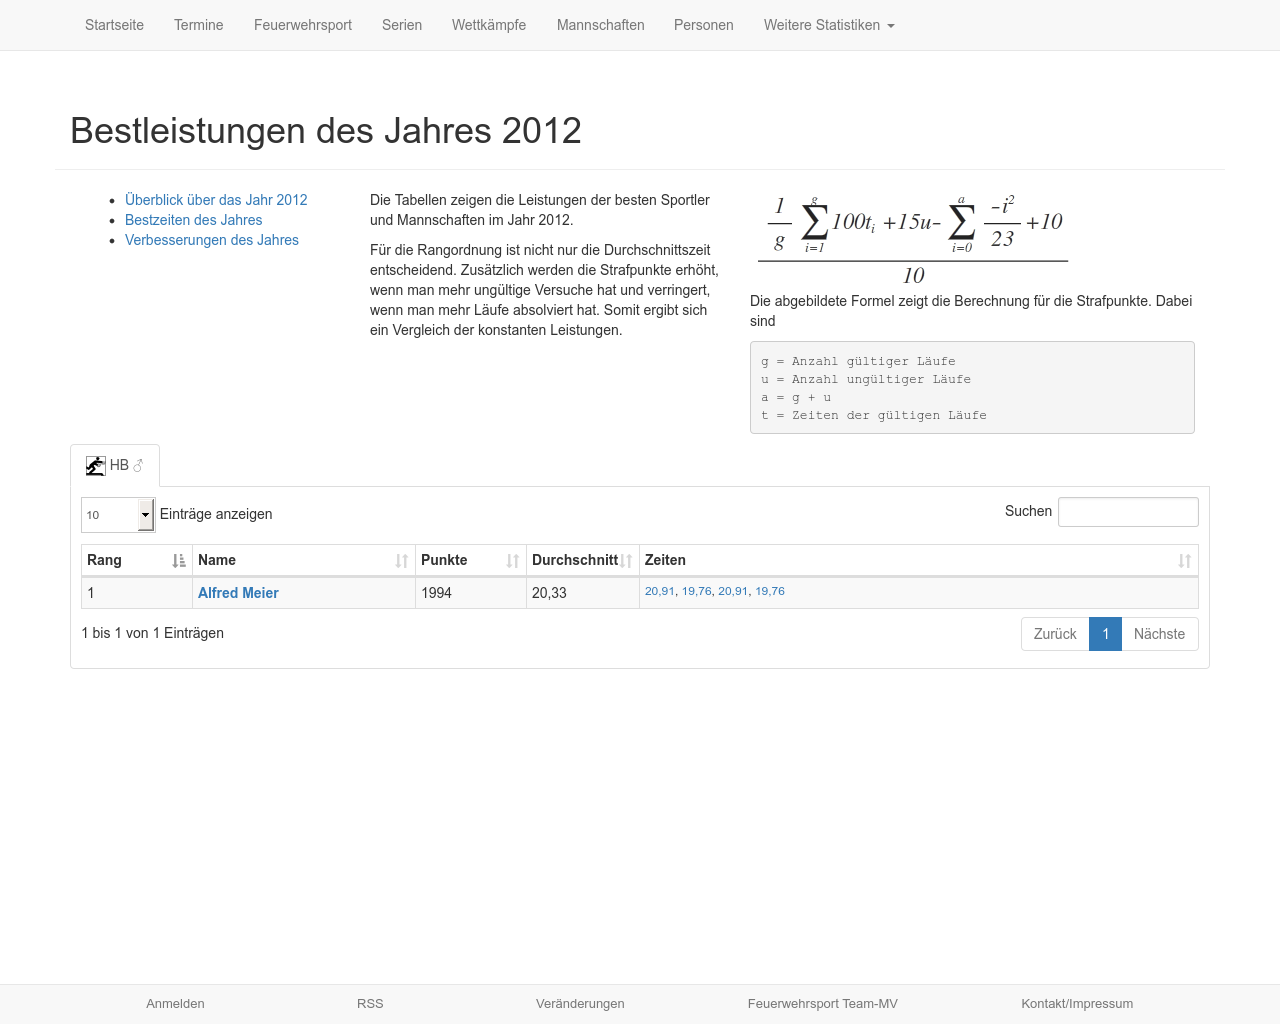 Startseite Termine Feuerwehrsport Serien Wettkämpfe Mannschaften Personen Weitere Statistiken
Bestleistungen des Jahres 2012
Überblick über das Jahr 2012
Bestzeiten des Jahres
Verbesserungen des Jahres
Die Tabellen zeigen die Leistungen der besten Sportler
und Mannschaften im Jahr 2012.
Für die Rangordnung ist nicht nur die Durchschnittszeit
entscheidend. Zusätzlich werden die Strafpunkte erhöht,
wenn man mehr ungültige Versuche hat und verringert,
wenn man mehr Läufe absolviert hat. Somit ergibt sich
ein Vergleich der konstanten Leistungen.
1 g a -i²
— ∑ 100tᵢ +15u- ∑ — +10
g i=1 i=0 23
10
Die abgebildete Formel zeigt die Berechnung für die Strafpunkte. Dabei
sind
g = Anzahl gültiger Läufe
u = Anzahl ungültiger Läufe
a = g + u
t = Zeiten der gültigen Läufe
HB ♂
10 Einträge anzeigen Suchen
Rang Name Punkte Durchschnitt Zeiten
1 Alfred Meier 1994 20,33 20,91, 19,76, 20,91, 19,76
1 bis 1 von 1 Einträgen Zurück 1 Nächste
Anmelden RSS Veränderungen Feuerwehrsport Team-MV Kontakt/Impressum